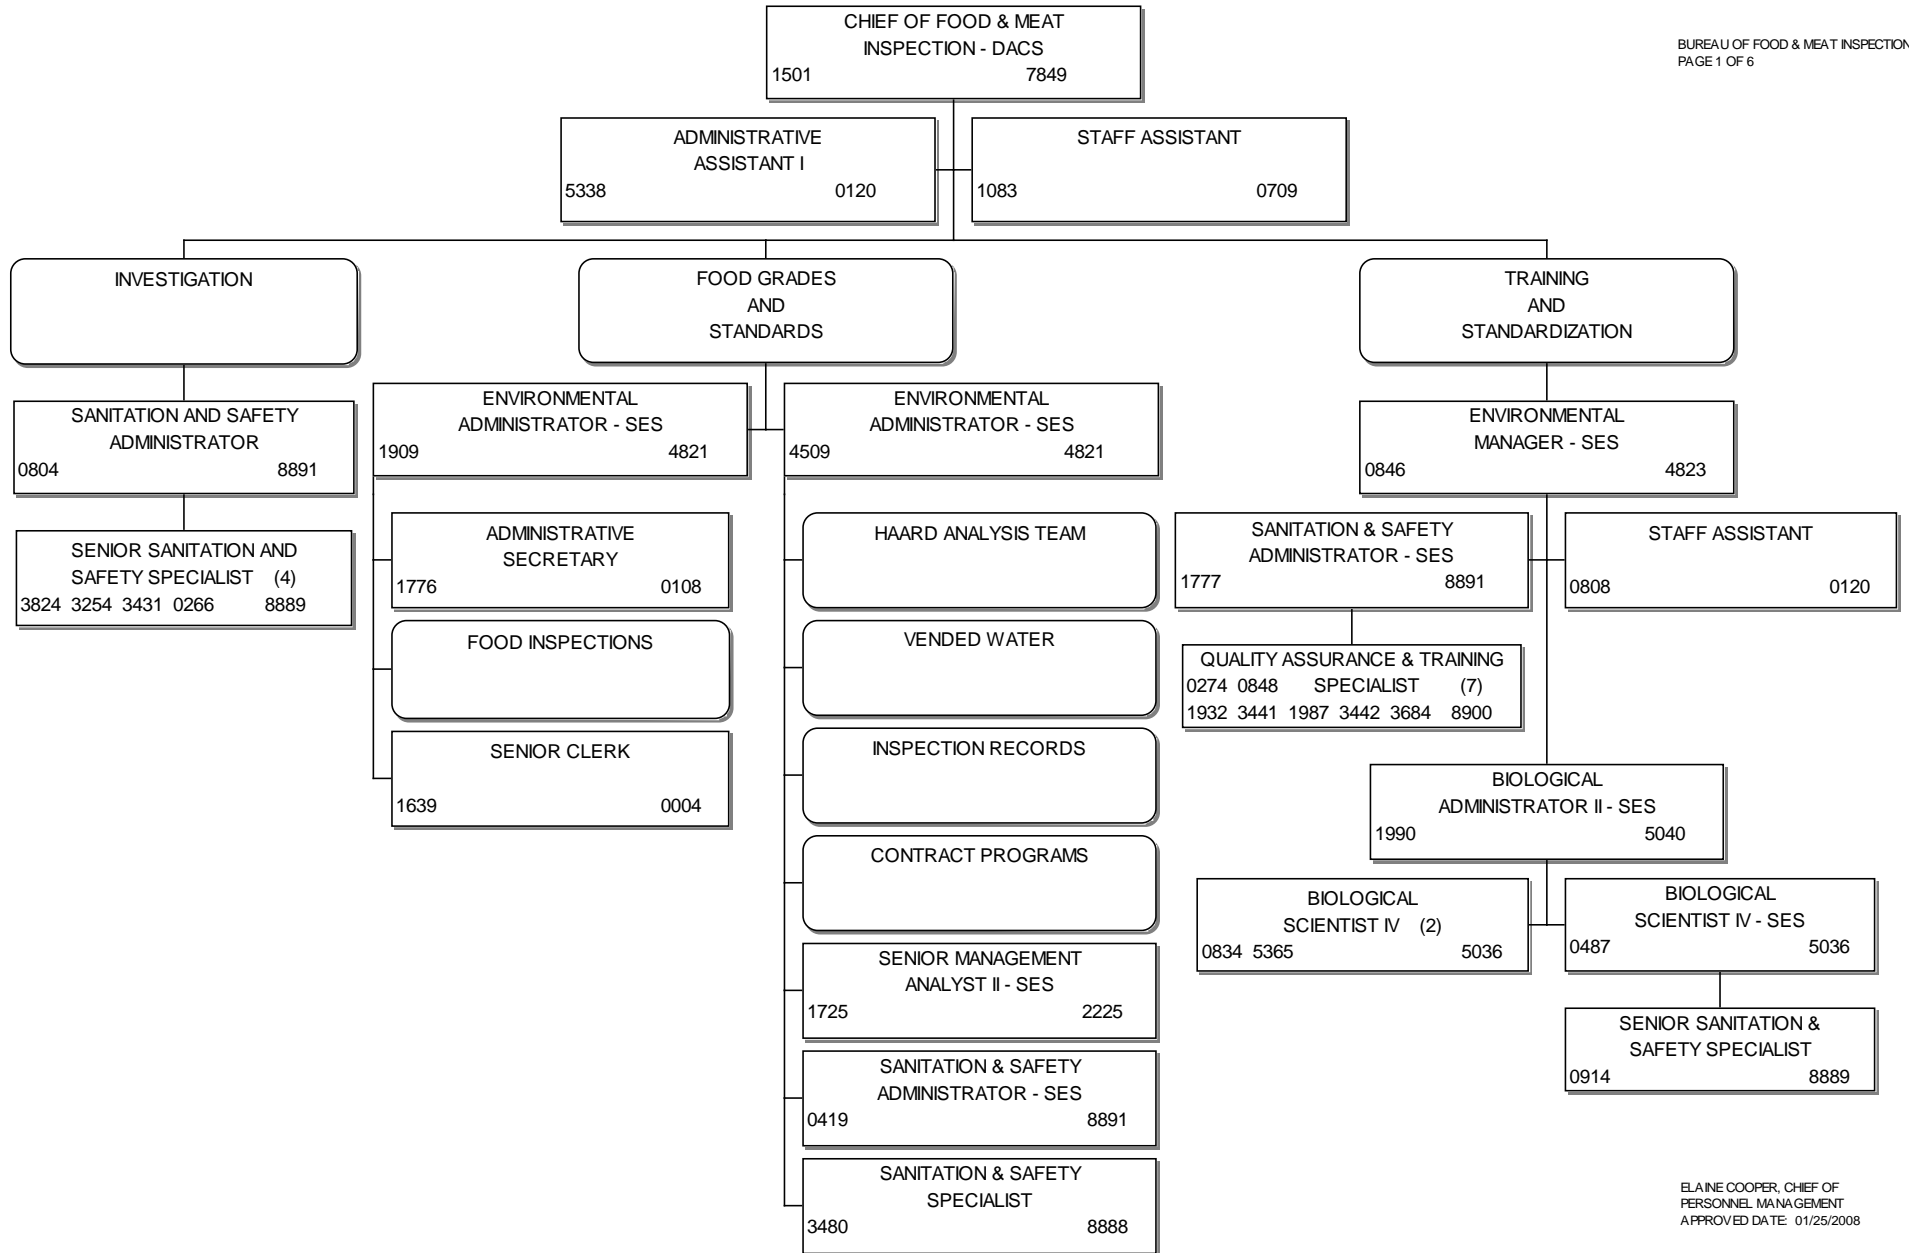 CHIEF OF FOOD & MEAT
INSPECTION - DACS
1501 7849
BUREAU OF FOOD & MEAT INSPECTION
PAGE 1 OF 6
ADMINISTRATIVE
ASSISTANT I
5338 0120
STAFF ASSISTANT
1083 0709
INVESTIGATION
FOOD GRADES
AND
STANDARDS
TRAINING
AND
STANDARDIZATION
SANITATION AND SAFETY
ADMINISTRATOR
0804 8891
SENIOR SANITATION AND
SAFETY SPECIALIST (4)
3824 3254 3431 0266 8889
ENVIRONMENTAL
ADMINISTRATOR - SES
1909 4821
ADMINISTRATIVE
SECRETARY
1776 0108
FOOD INSPECTIONS
SENIOR CLERK
1639 0004
ENVIRONMENTAL
ADMINISTRATOR - SES
4509 4821
HAARD ANALYSIS TEAM
VENDED WATER
INSPECTION RECORDS
CONTRACT PROGRAMS
SENIOR MANAGEMENT
ANALYST II - SES
1725 2225
SANITATION & SAFETY
ADMINISTRATOR - SES
0419 8891
SANITATION & SAFETY
SPECIALIST
3480 8888
ENVIRONMENTAL
MANAGER - SES
0846 4823
SANITATION & SAFETY
ADMINISTRATOR - SES
1777 8891
STAFF ASSISTANT
0808 0120
QUALITY ASSURANCE & TRAINING
0274 0848 SPECIALIST (7)
1932 3441 1987 3442 3684 8900
BIOLOGICAL
ADMINISTRATOR II - SES
1990 5040
BIOLOGICAL
SCIENTIST IV (2)
0834 5365 5036
BIOLOGICAL
SCIENTIST IV - SES
0487 5036
SENIOR SANITATION &
SAFETY SPECIALIST
0914 8889
ELAINE COOPER, CHIEF OF
PERSONNEL MANAGEMENT
APPROVED DATE: 01/25/2008